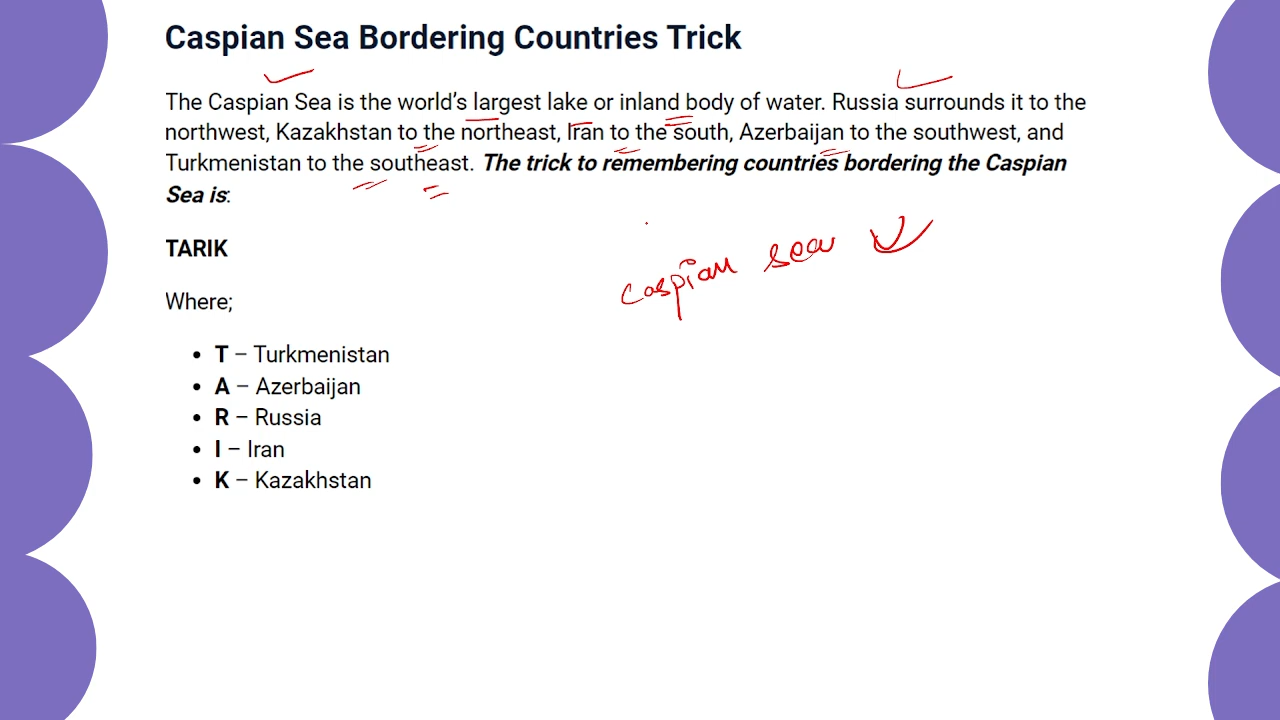 Caspian Sea Bordering Countries Trick
The Caspian Sea is the world's largest lake or inland body of water. Russia surrounds it to the
northwest, Kazakhstan to the northeast, Iran to the south, Azerbaijan to the southwest, and
Turkmenistan to the southeast. The trick to remembering countries bordering the Caspian
Sea is:
caspian sea
TARIK
Where;
• T – Turkmenistan
• A – Azerbaijan
• R – Russia
• I – Iran
• K – Kazakhstan